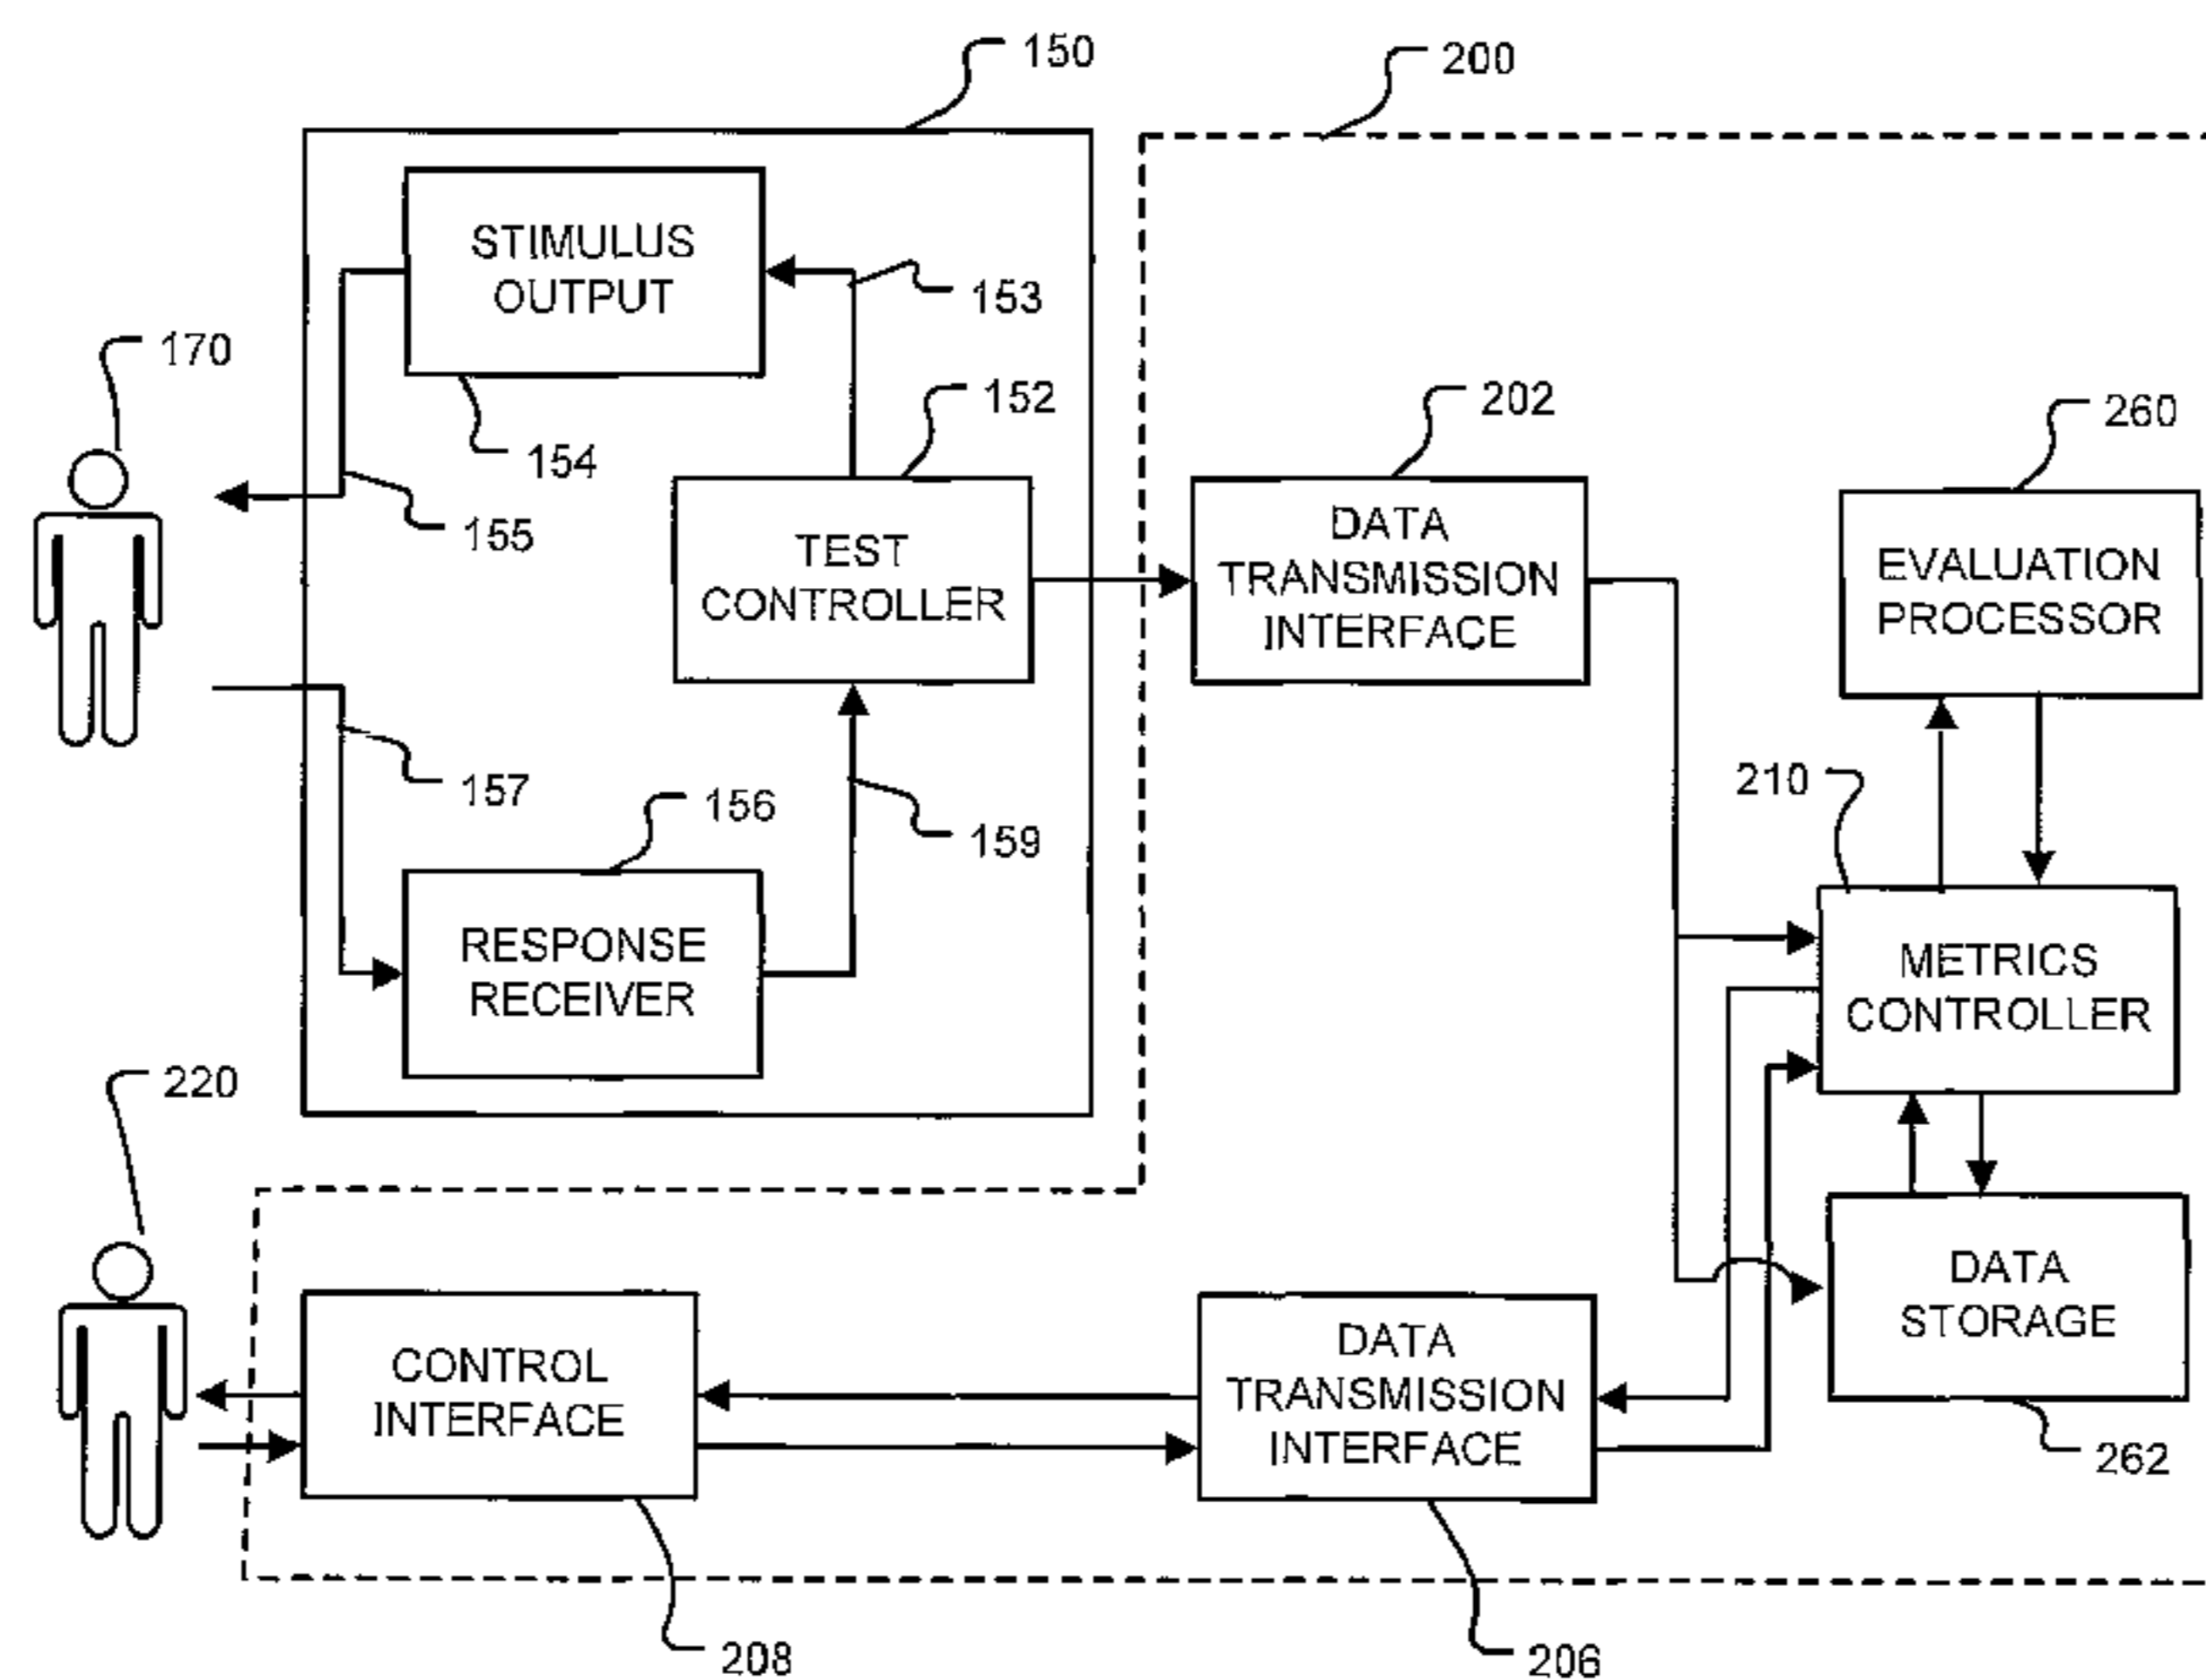 150
200
STIMULUS
OUTPUT
153
170
154
152
202
260
155
TEST
CONTROLLER
DATA
TRANSMISSION
INTERFACE
EVALUATION
PROCESSOR
157
156
159
210
RESPONSE
RECEIVER
METRICS
CONTROLLER
220
DATA
STORAGE
CONTROL
INTERFACE
DATA
TRANSMISSION
INTERFACE
262
208
206